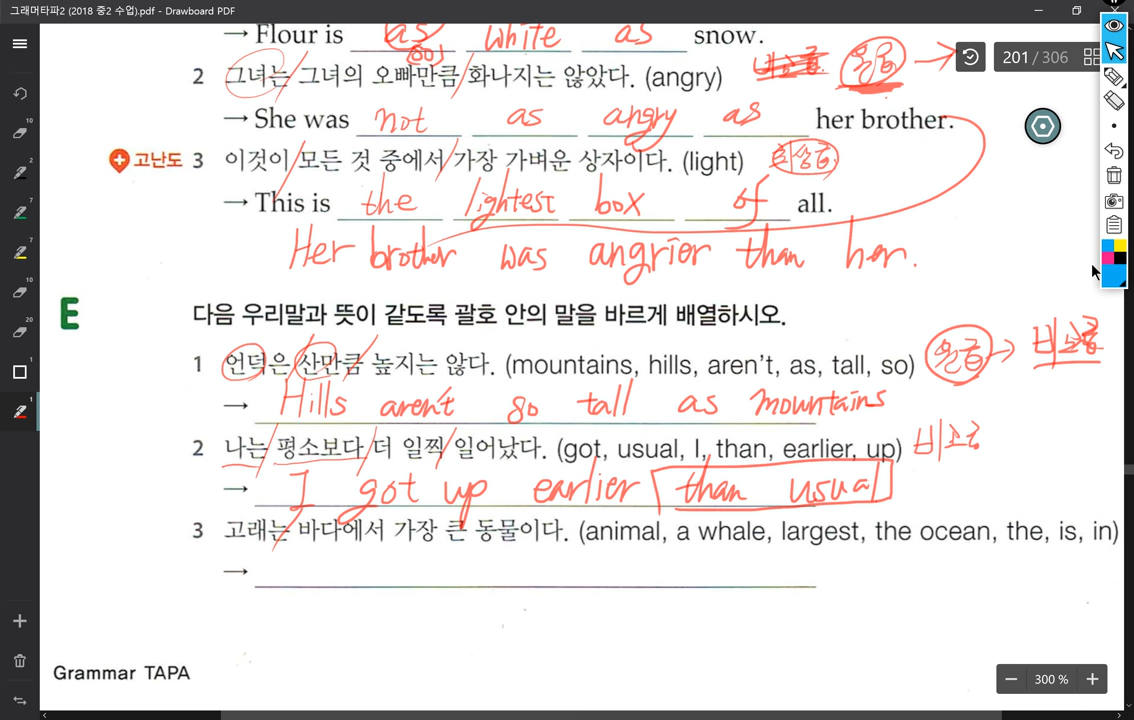 그래머타파2 (2018 중2 수업).pdf - Drawboard PDF
→ Flour is as white as snow.
(so)
2 그녀는 그녀의 오빠만큼 화나지는 않았다. (angry) 원급 →
201 / 306
→ She was not as angry as her brother.
고난도 3 이것이 모든 것 중에서 가장 가벼운 상자이다. (light) 최상급
→ This is the lightest box of all.
Her brother was angrier than her.
E 다음 우리말과 뜻이 같도록 괄호 안의 말을 바르게 배열하시오.
1 언덕은 산만큼 높지는 않다. (mountains, hills, aren't, as, tall, so) 원급 → 비교급
→ Hills aren't so tall as mountains
2 나는 평소보다 더 일찍 일어났다. (got, usual, I, than, earlier, up) 비교
→ I got up earlier than usual
3 고래는 바다에서 가장 큰 동물이다. (animal, a whale, largest, the ocean, the, is, in)
→
Grammar TAPA
300 %